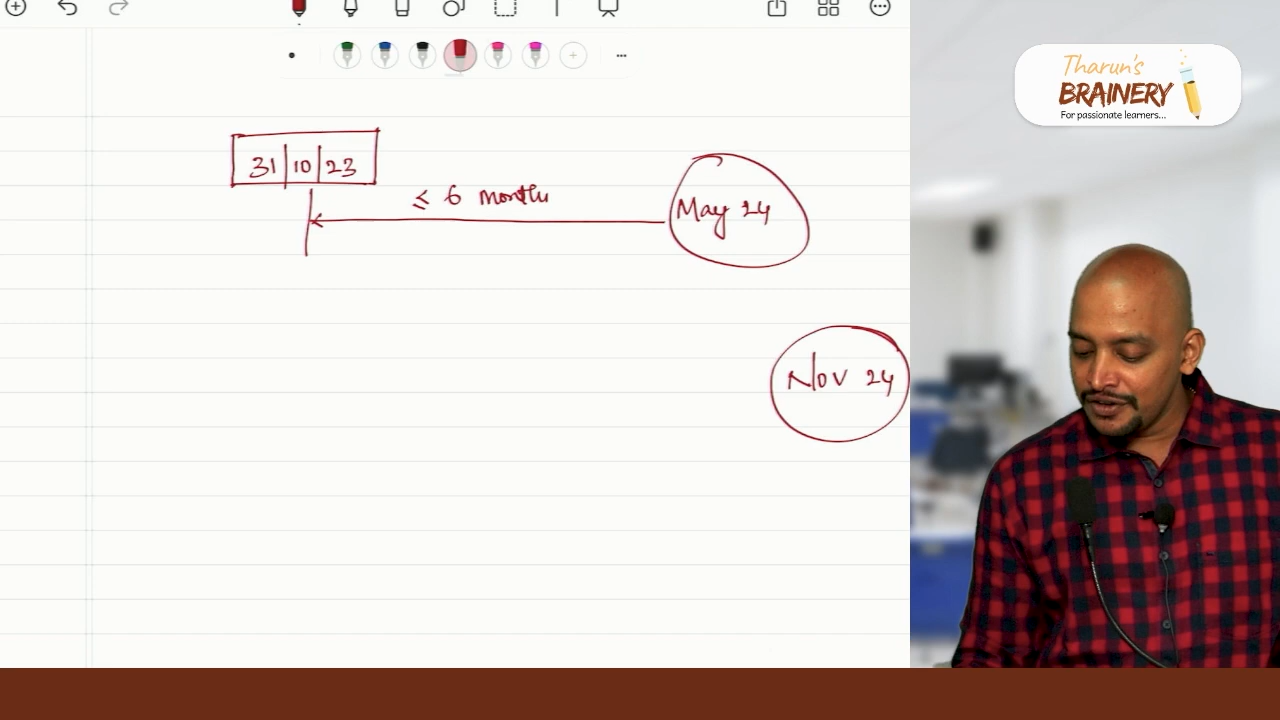 Tharun's
BRAINERY
For passionate learners...
31|10|23
≤ 6 months
May 24
Nov 24